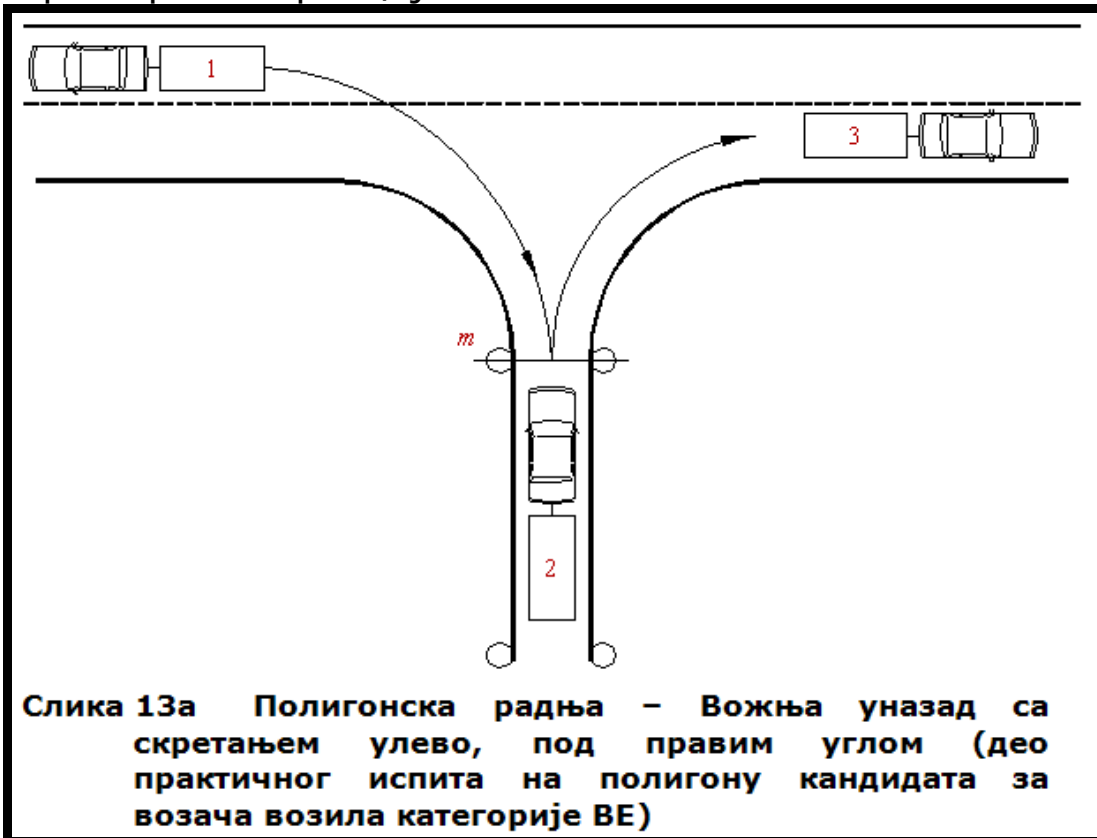 1
3
m
2
Слика 13а Полигонска радња – Вожња уназад са
скретањем улево, под правим углом (део
практичног испита на полигону кандидата за
возача возила категорије BE)